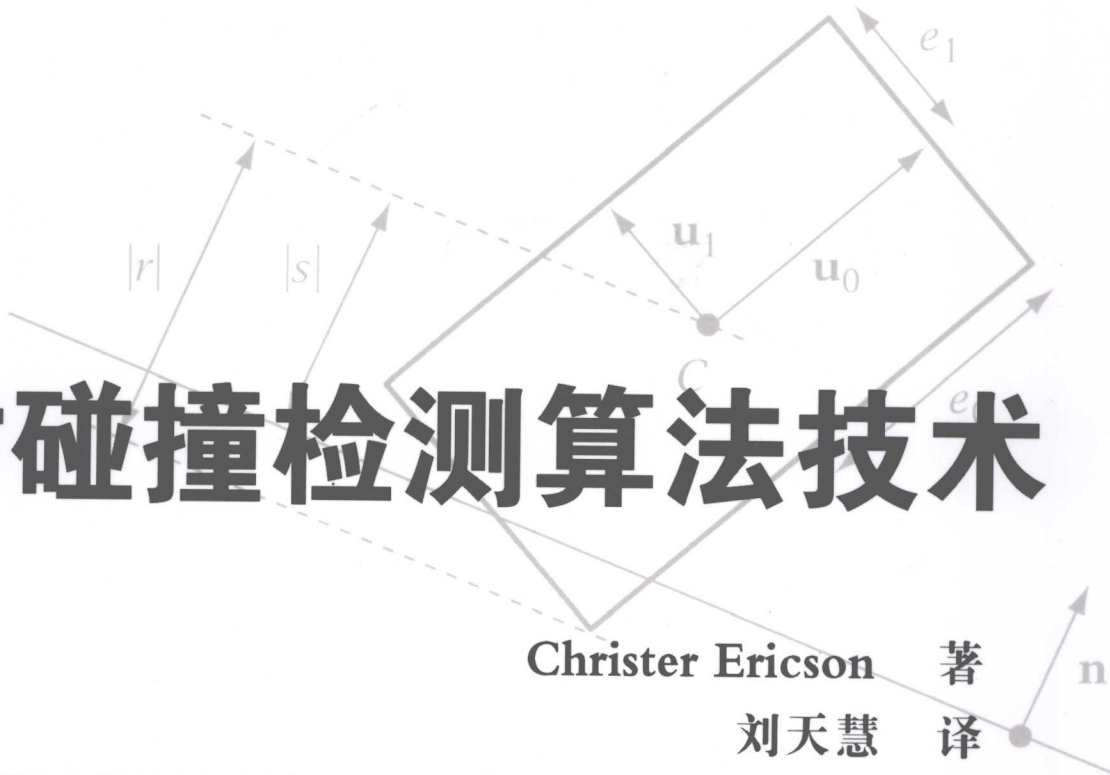 e₁
|r|
|s|
u₁
u₀
C
碰撞检测算法技术
Christer Ericson 著
n
刘天慧 译